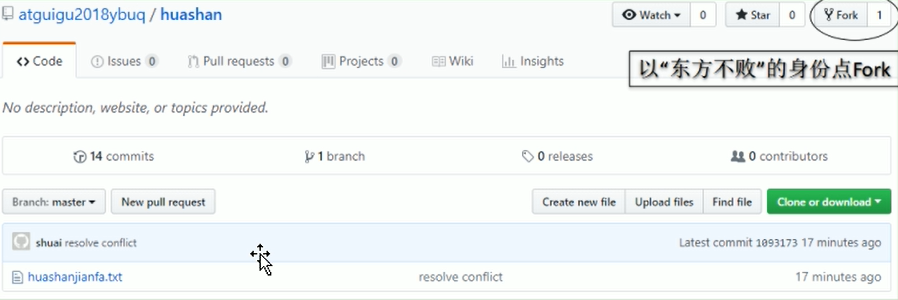 atguigu2018ybuq / huashan
Watch 0 Star 0 Fork 1
Code Issues 0 Pull requests 0 Projects 0 Wiki Insights
以“东方不败”的身份点Fork
No description, website, or topics provided.
14 commits 1 branch 0 releases 0 contributors
Branch: master New pull request Create new file Upload files Find file Clone or download
shuai resolve conflict Latest commit 1093173 17 minutes ago
huashanjianfa.txt resolve conflict 17 minutes ago